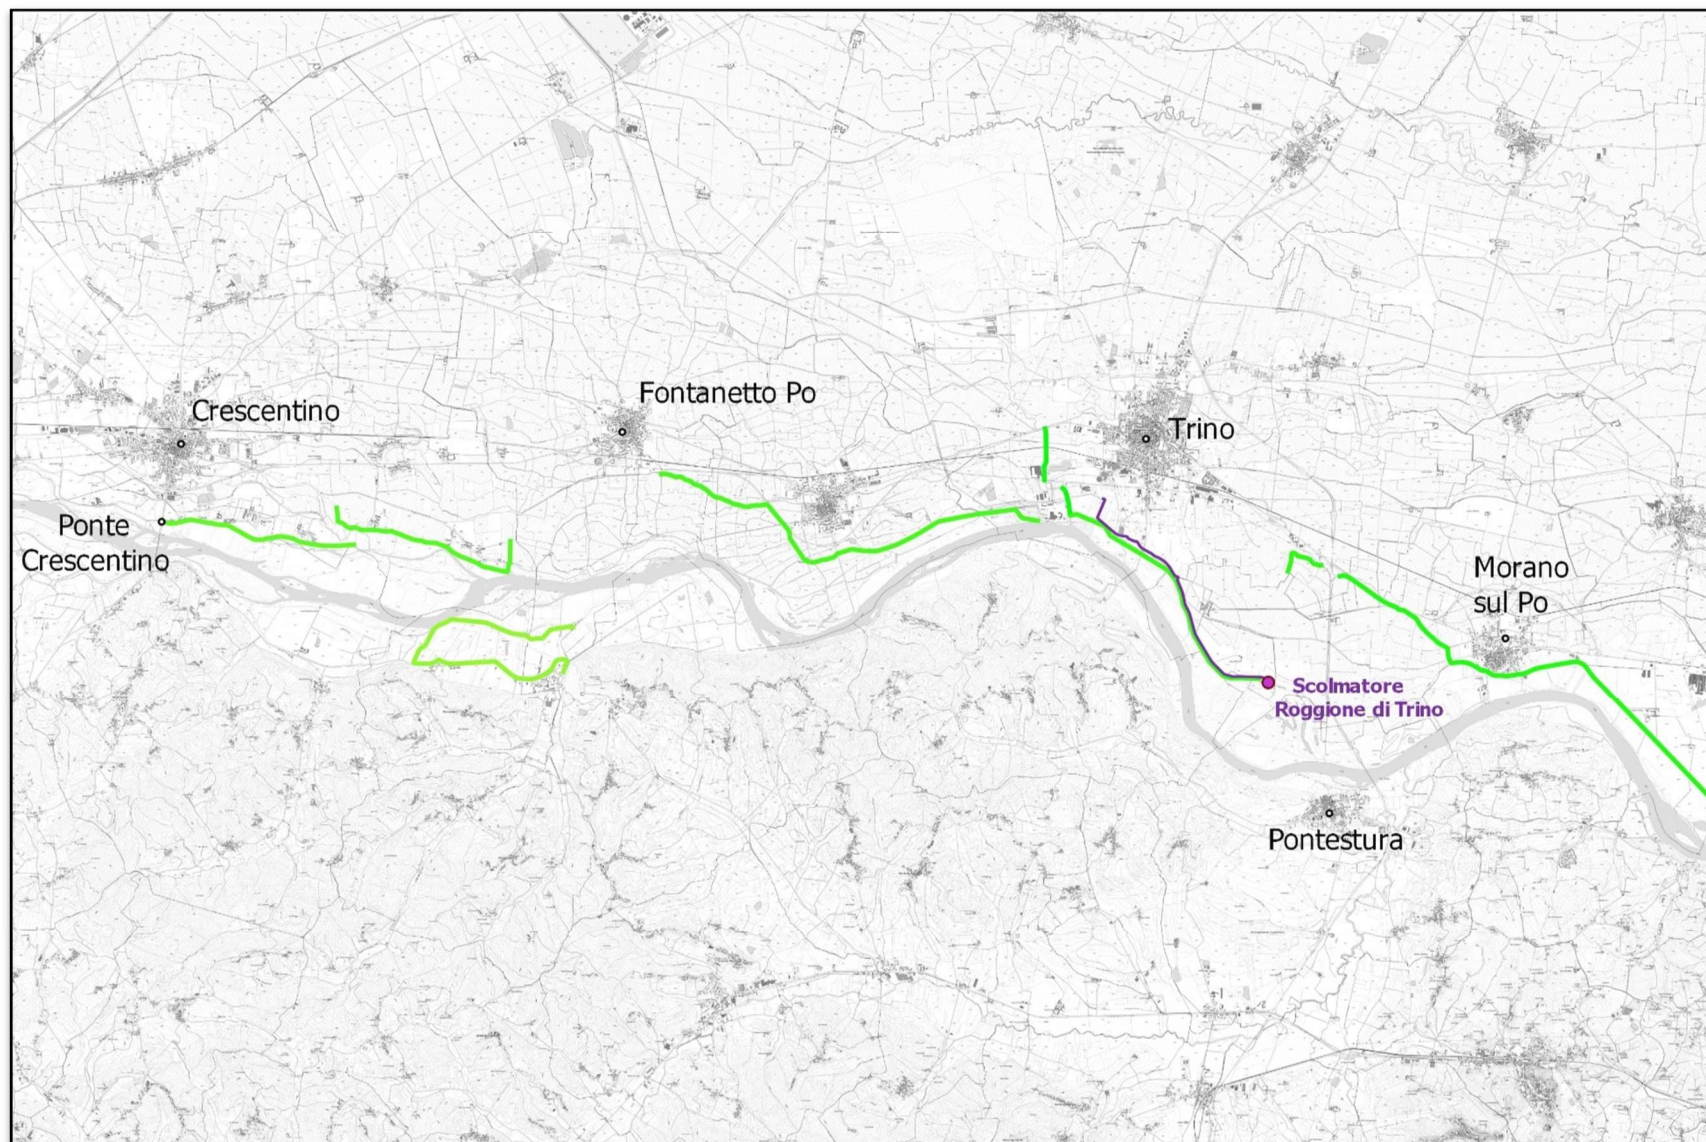 Fontanetto Po
Crescentino
Trino
Ponte
Crescentino
Morano
sul Po
Scolmatore
Roggione di Trino
Pontestura